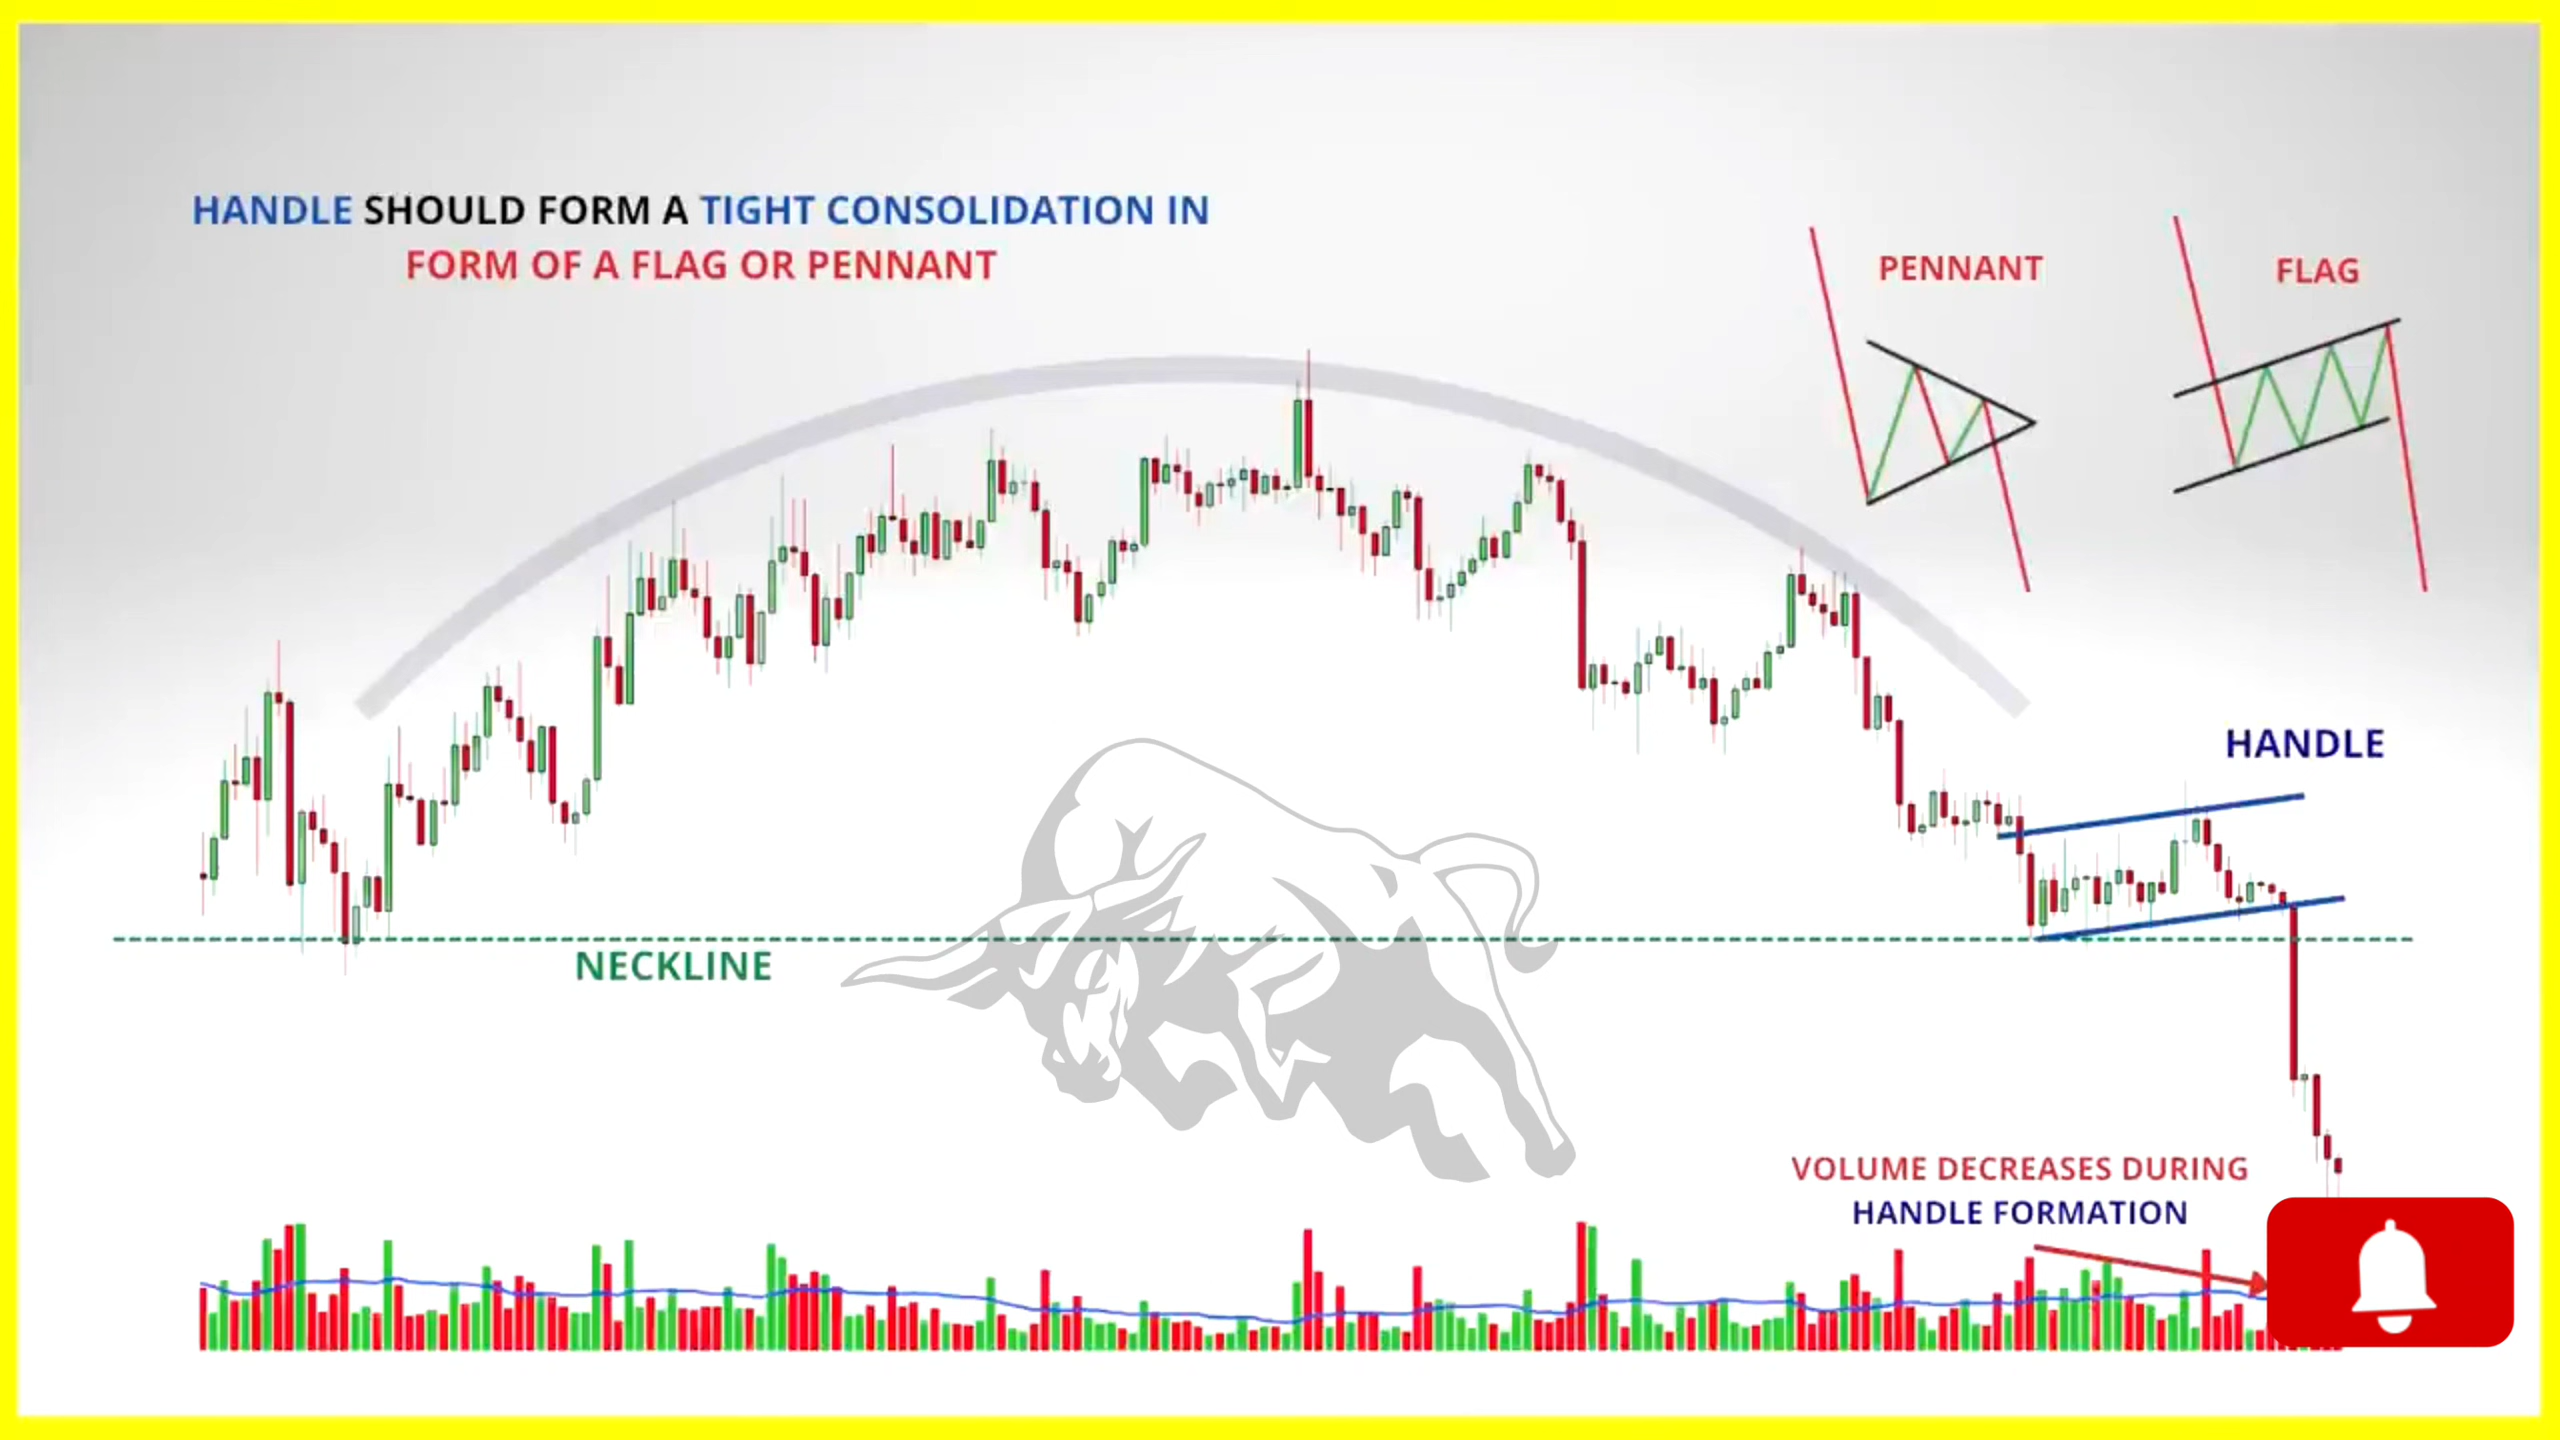 HANDLE SHOULD FORM A TIGHT CONSOLIDATION IN
FORM OF A FLAG OR PENNANT
PENNANT
FLAG
HANDLE
NECKLINE
VOLUME DECREASES DURING
HANDLE FORMATION